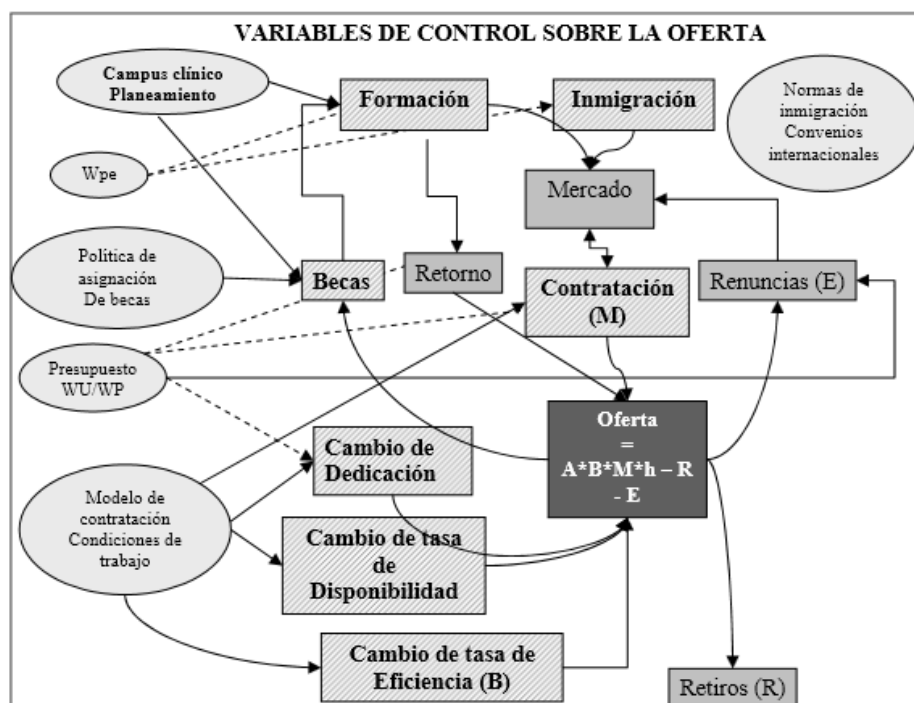 VARIABLES DE CONTROL SOBRE LA OFERTA
Campus clínico
Planeamiento
Formación
Inmigración
Normas de
inmigración
Convenios
internacionales
Wpe
Mercado
Política de
asignación
De becas
Becas
Retorno
Contratación
(M)
Renuncias (E)
Presupuesto
WU/WP
Oferta
=
A*B*M*h – R
- E
Cambio de
Dedicación
Modelo de
contratación
Condiciones de
trabajo
Cambio de tasa
de
Disponibilidad
Cambio de tasa de
Eficiencia (B)
Retiros (R)